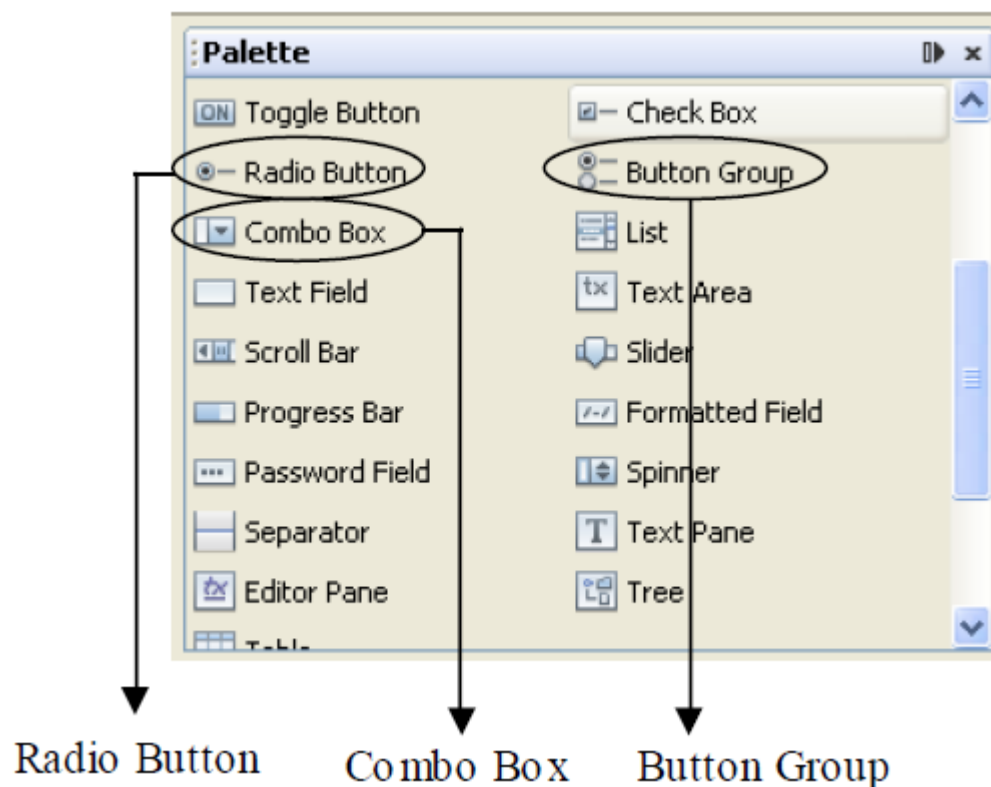 Palette
ON Toggle Button
Check Box
Radio Button
Button Group
Combo Box
List
Text Field
tx Text Area
Scroll Bar
Slider
Progress Bar
Formatted Field
Password Field
Spinner
Separator
T Text Pane
tx Editor Pane
Tree
Table
Radio Button
Combo Box
Button Group